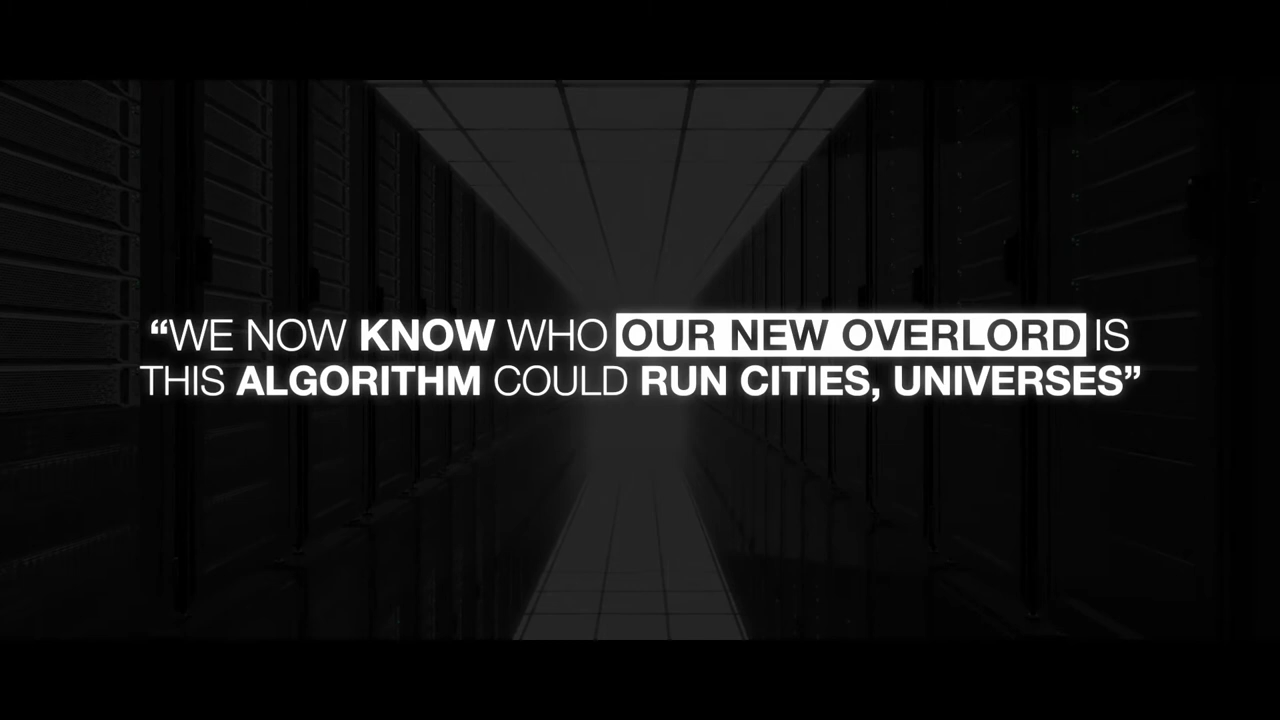 “WE NOW KNOW WHO OUR NEW OVERLORD IS
THIS ALGORITHM COULD RUN CITIES, UNIVERSES”